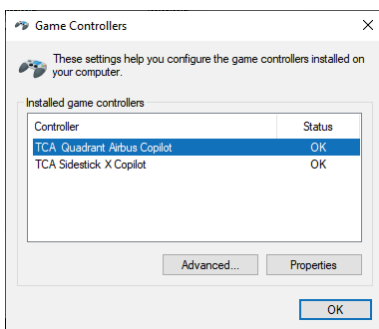 Game Controllers
These settings help you configure the game controllers installed on
your computer.
Installed game controllers
Controller Status
TCA Quadrant Airbus Copilot OK
TCA Sidestick X Copilot OK
Advanced... Properties
OK